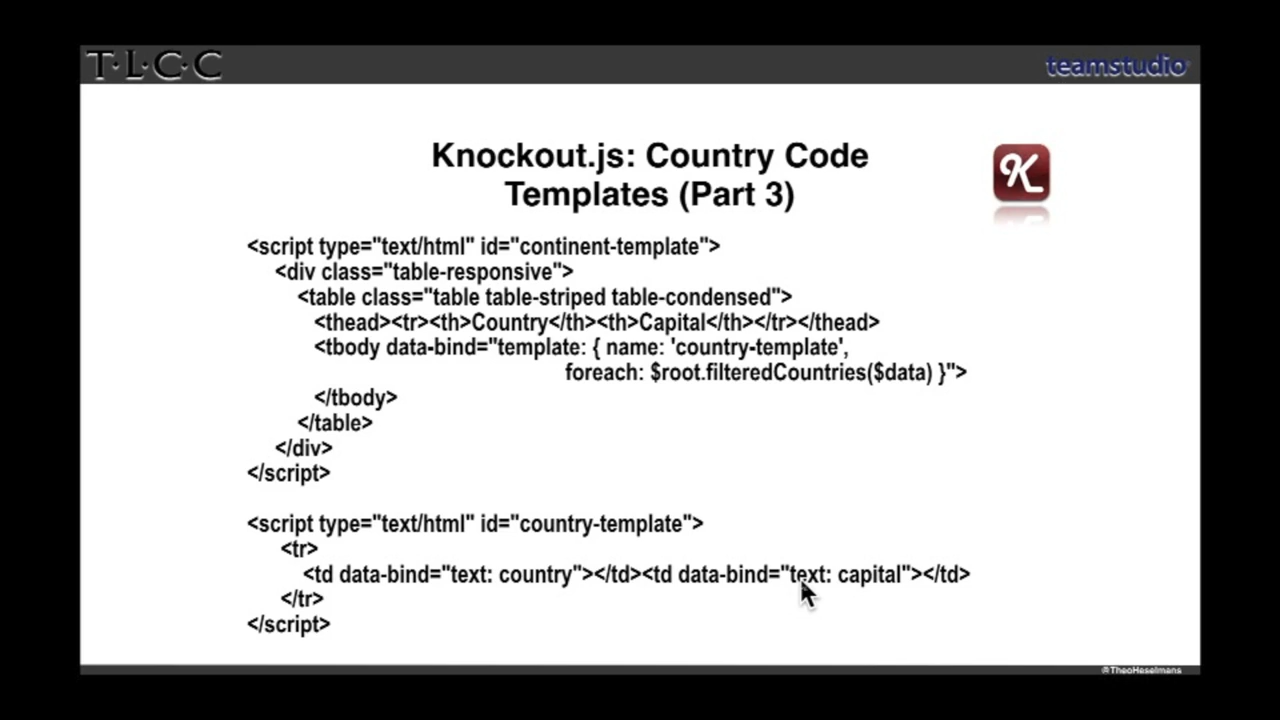 T·L·C·C
teamstudio
Knockout.js: Country Code
Templates (Part 3)
K
<script type="text/html" id="continent-template">
<div class="table-responsive">
<table class="table table-striped table-condensed">
<thead><tr><th>Country</th><th>Capital</th></tr></thead>
<tbody data-bind="template: { name: 'country-template',
foreach: $root.filteredCountries($data) }">
</tbody>
</table>
</div>
</script>
<script type="text/html" id="country-template">
<tr>
<td data-bind="text: country"></td><td data-bind="text: capital"></td>
</tr>
</script>
@TheoHeselmans